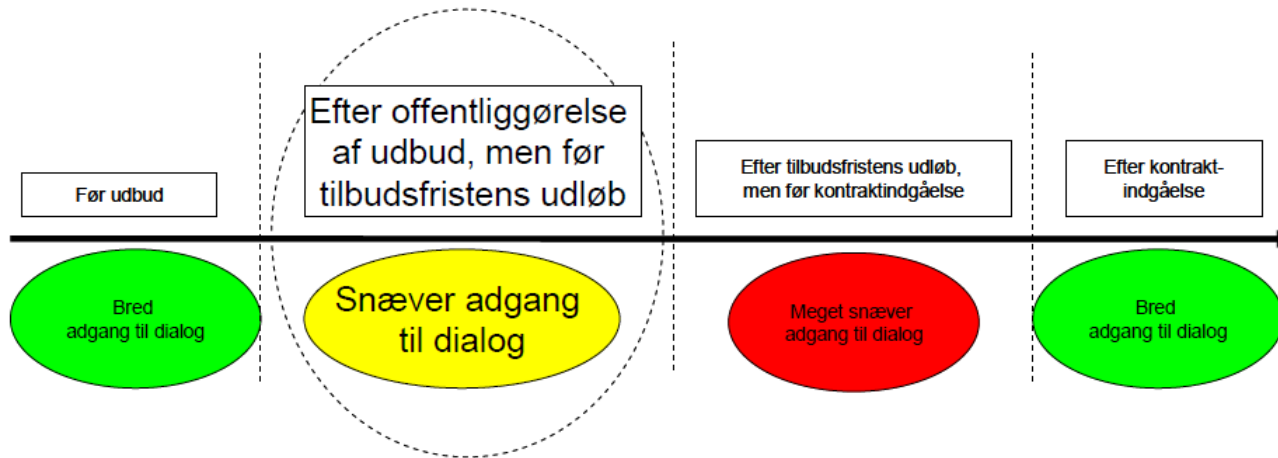 Før udbud
Efter offentliggørelse
af udbud, men før
tilbudsfristens udløb
Efter tilbudsfristens udløb,
men før kontraktindgåelse
Efter kontrakt-
indgåelse
Bred
adgang til dialog
Snæver adgang
til dialog
Meget snæver
adgang til dialog
Bred
adgang til dialog